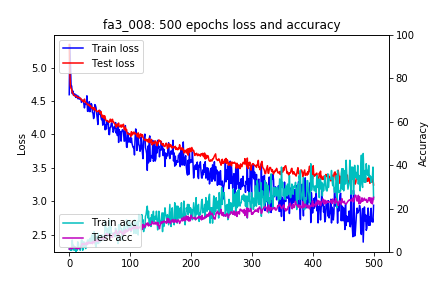 fa3_008: 500 epochs loss and accuracy
Train loss
Test loss
Train acc
Test acc
Loss
Accuracy
5.0
4.5
4.0
3.5
3.0
2.5
100
80
60
40
20
0
0 100 200 300 400 500